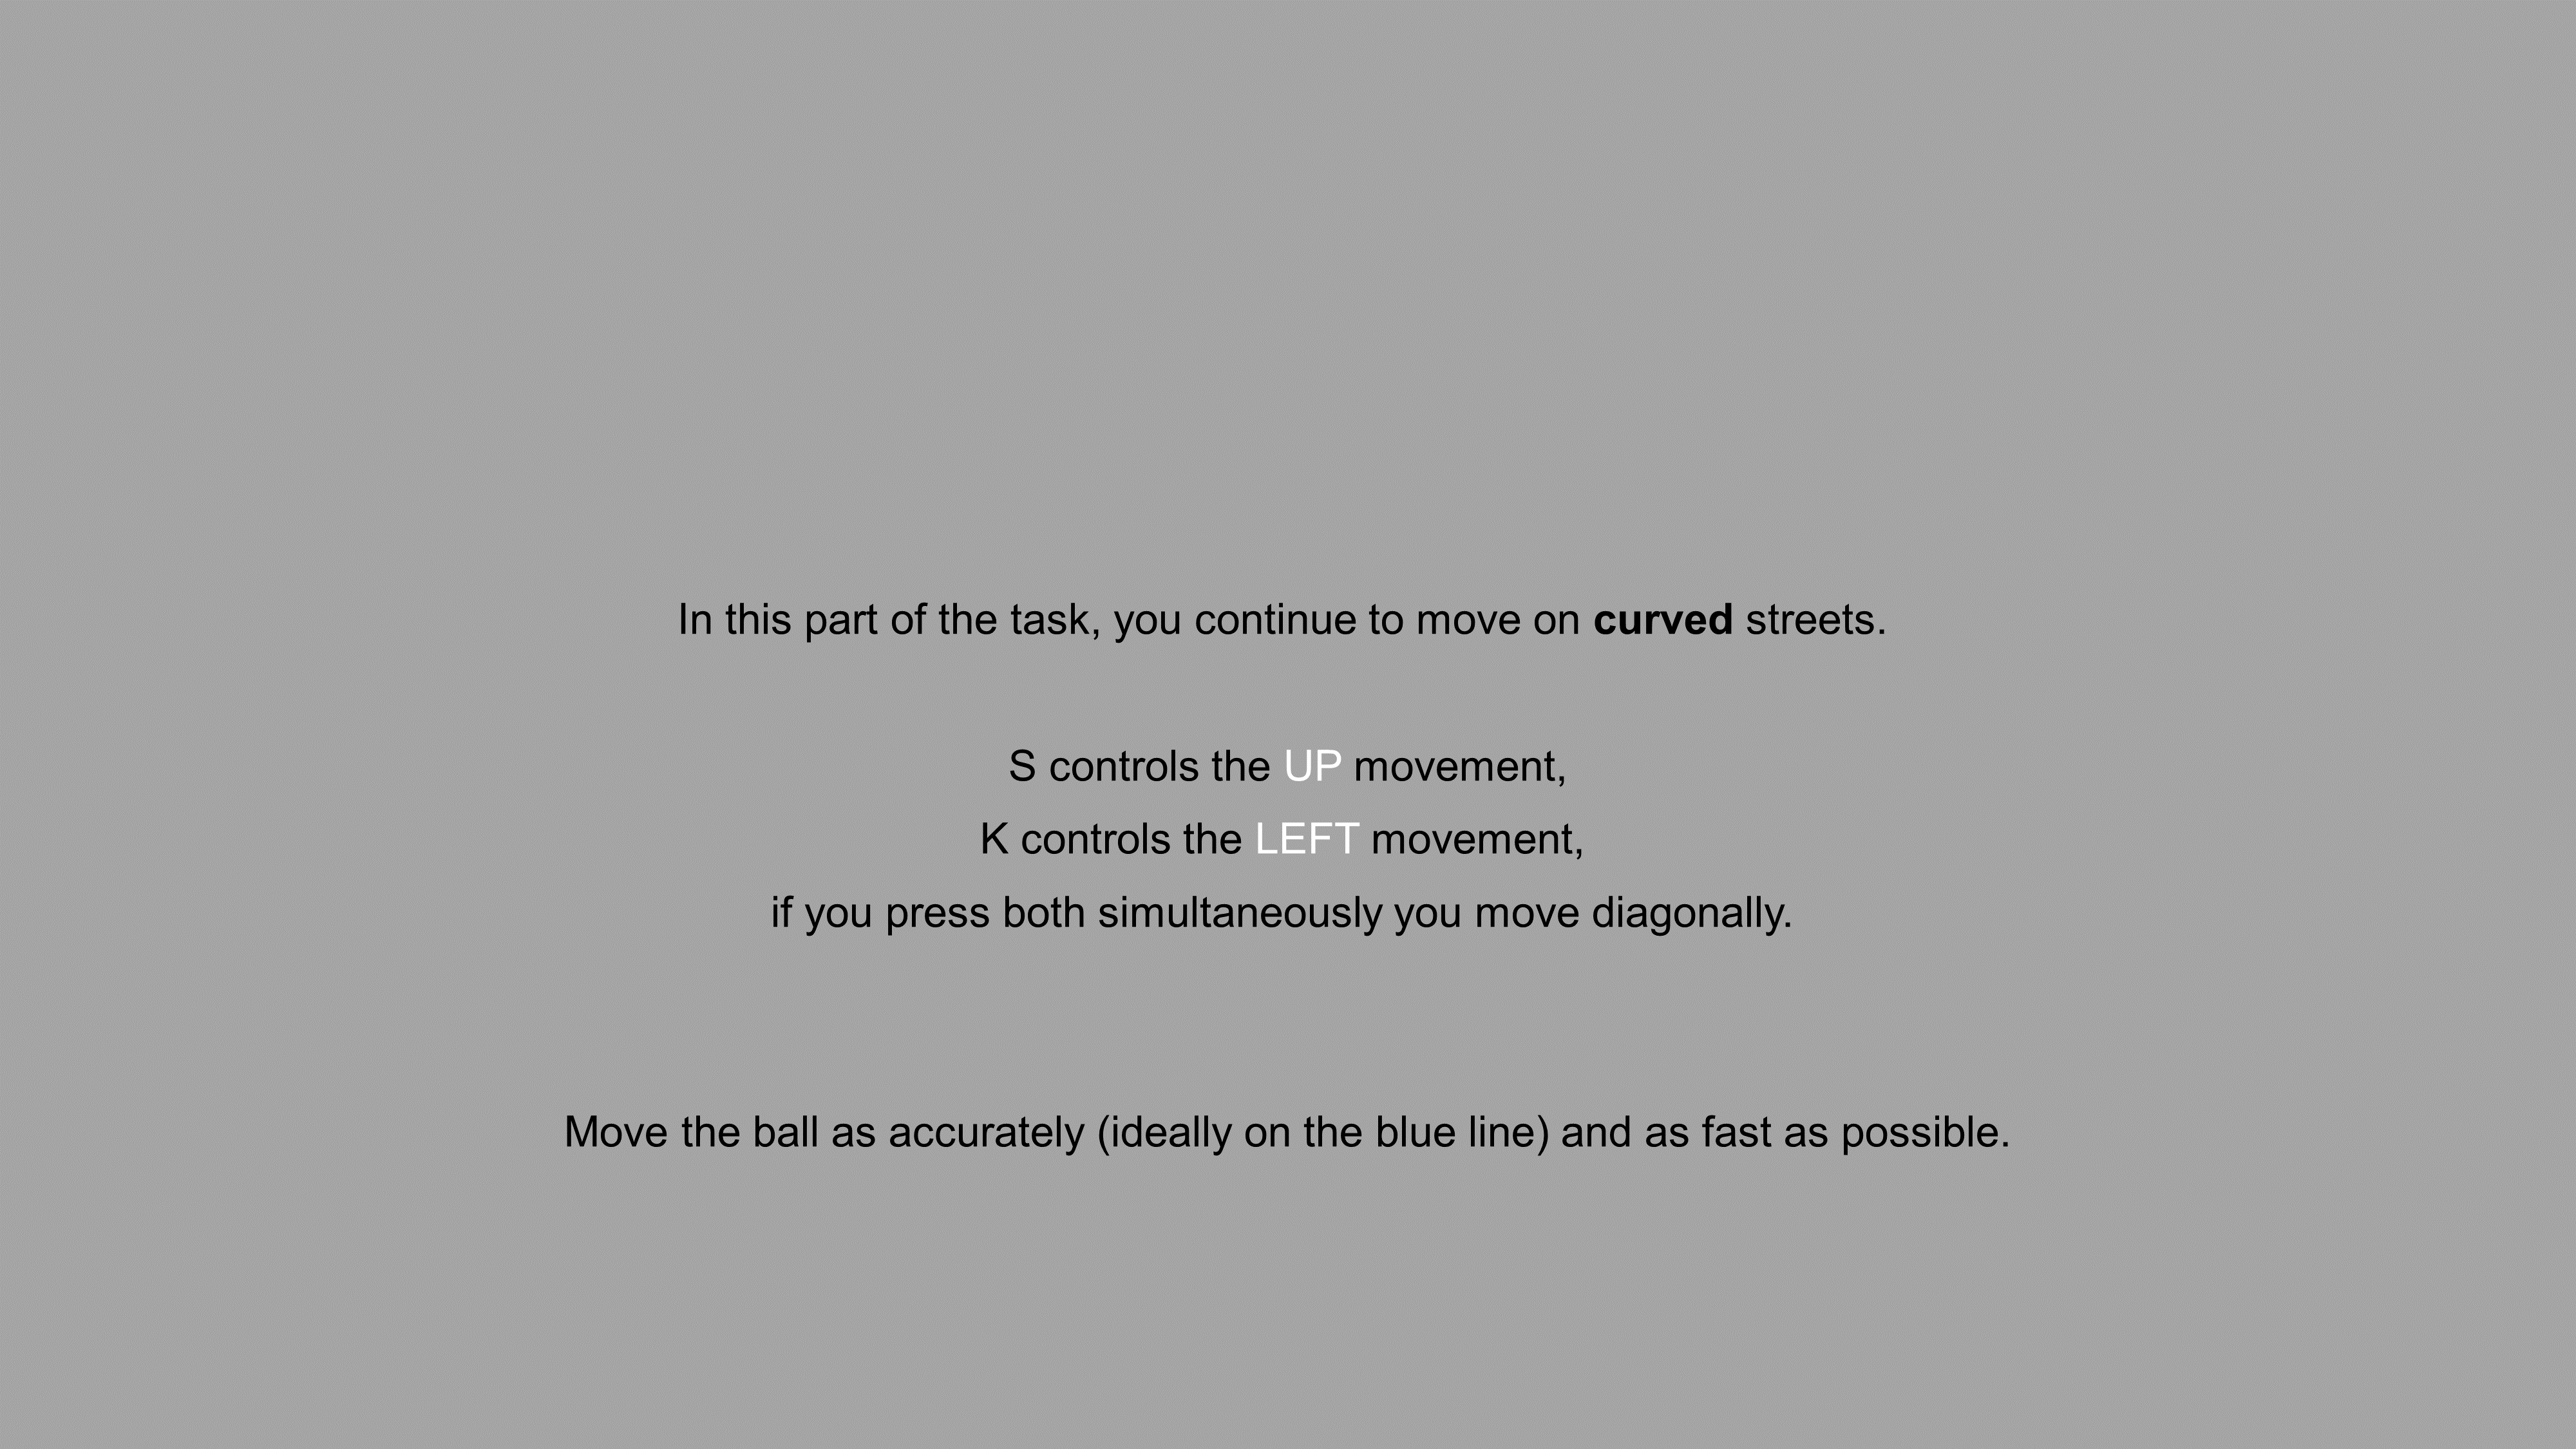 In this part of the task, you continue to move on curved streets.
S controls the UP movement,
K controls the LEFT movement,
if you press both simultaneously you move diagonally.
Move the ball as accurately (ideally on the blue line) and as fast as possible.